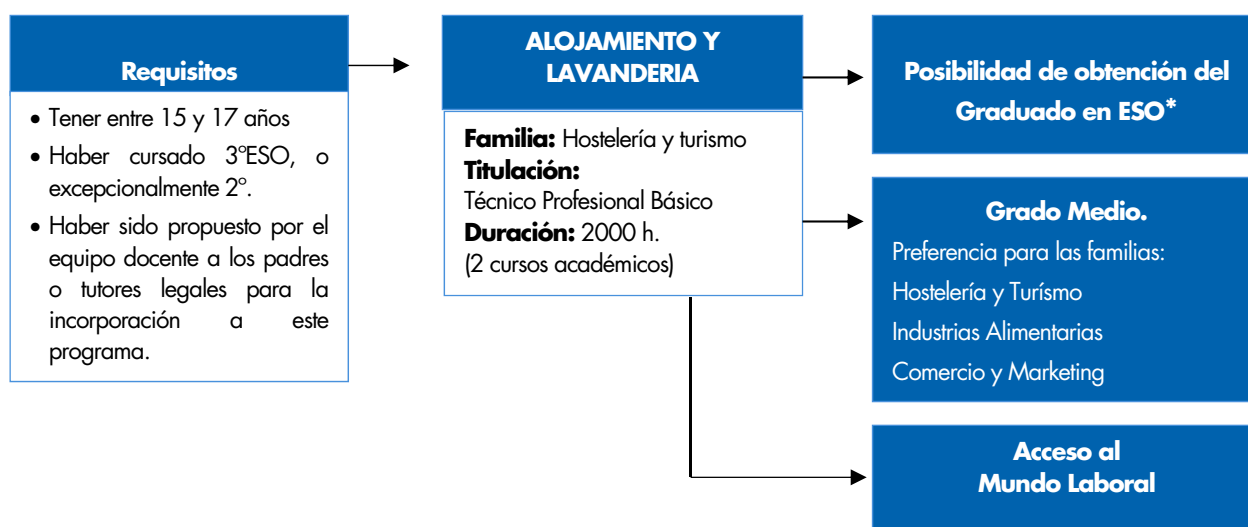 Requisitos
• Tener entre 15 y 17 años
• Haber cursado 3ºESO, o
excepcionalmente 2º.
• Haber sido propuesto por el
equipo docente a los padres
o tutores legales para la
incorporación a este
programa.
ALOJAMIENTO Y
LAVANDERIA
Familia: Hostelería y turismo
Titulación:
Técnico Profesional Básico
Duración: 2000 h.
(2 cursos académicos)
Posibilidad de obtención del
Graduado en ESO*
Grado Medio.
Preferencia para las familias:
Hostelería y Turísmo
Industrias Alimentarias
Comercio y Marketing
Acceso al
Mundo Laboral